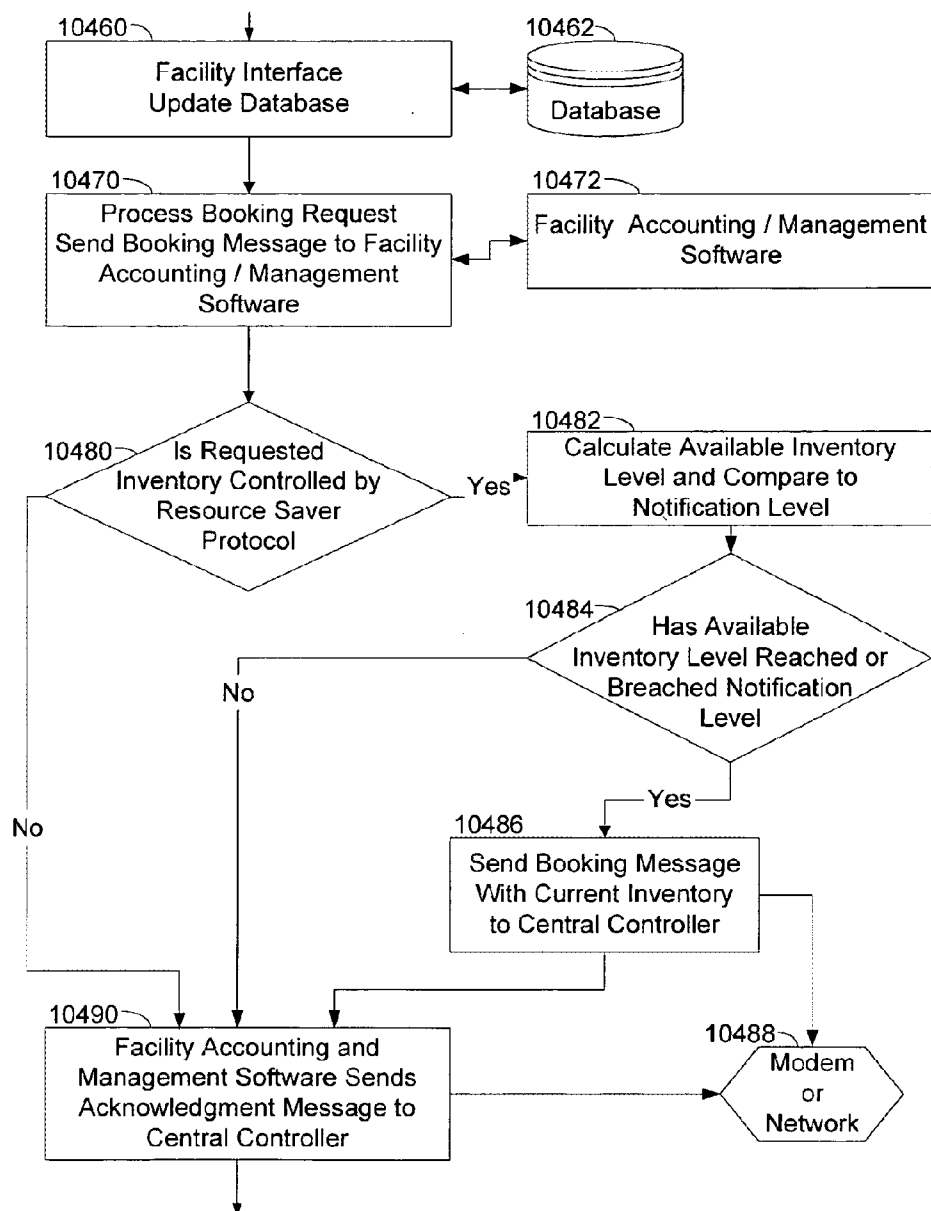 10460
Facility Interface
Update Database
10462
Database
10470
Process Booking Request
Send Booking Message to Facility
Accounting / Management
Software
10472
Facility Accounting / Management
Software
10480
Is Requested
Inventory Controlled by
Resource Saver
Protocol
Yes
10482
Calculate Available Inventory
Level and Compare to
Notification Level
10484
Has Available
Inventory Level Reached or
Breached Notification
Level
No
Yes
No
10486
Send Booking Message
With Current Inventory
to Central Controller
10490
Facility Accounting and
Management Software Sends
Acknowledgment Message to
Central Controller
10488
Modem
or
Network